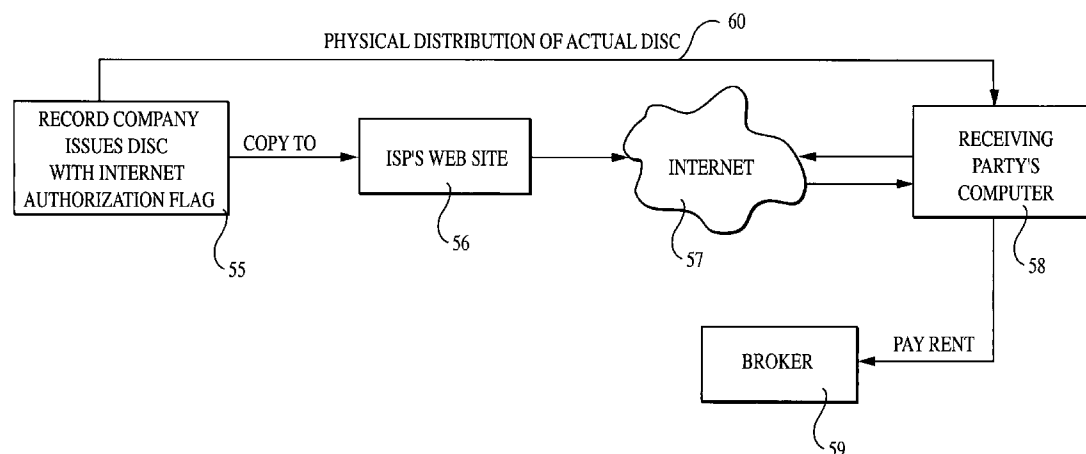 60
PHYSICAL DISTRIBUTION OF ACTUAL DISC
RECORD COMPANY
ISSUES DISC
WITH INTERNET
AUTHORIZATION FLAG
55
COPY TO
ISP'S WEB SITE
56
INTERNET
57
RECEIVING
PARTY'S
COMPUTER
58
PAY RENT
BROKER
59